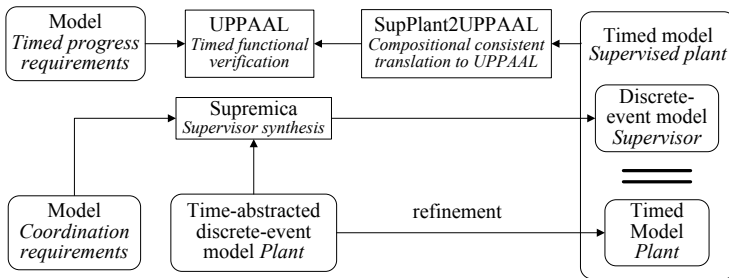 Model
Timed progress
requirements
UPPAAL
Timed functional
verification
SupPlant2UPPAAL
Compositional consistent
translation to UPPAAL
Timed model
Supervised plant
Supremica
Supervisor synthesis
Discrete-
event model
Supervisor
Model
Coordination
requirements
Time-abstracted
discrete-event
model Plant
refinement
Timed
Model
Plant